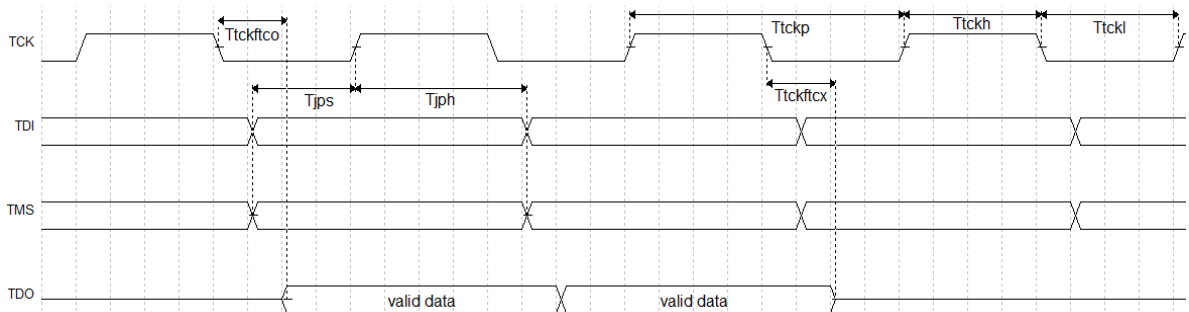 Ttckftco
Ttckp
Ttckh
Ttckl
TCK
Tjps
Tjph
Ttckftcx
TDI
TMS
TDO
valid data
valid data